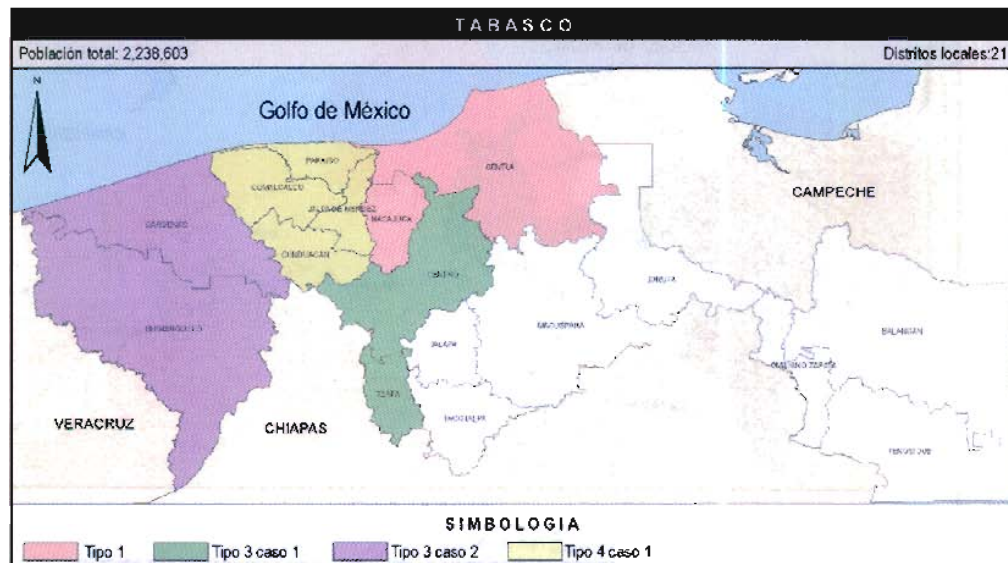 TABASCO
Población total: 2,238,603
Distritos locales:21
N
Golfo de México
CENTLA
PARAISO
COMALCALCO
CAMPECHE
JALPA DE MENDEZ
NACAJUCA
CARDENAS
CUNDUACAN
CENTRO
JONUTA
HUIMANGUILLO
MACUSPANA
BALANCAN
JALAPA
EMILIANO ZAPATA
TEAPA
VERACRUZ
CHIAPAS
TACOTALPA
TENOSIQUE
SIMBOLOGIA
Tipo 1
Tipo 3 caso 1
Tipo 3 caso 2
Tipo 4 caso 1